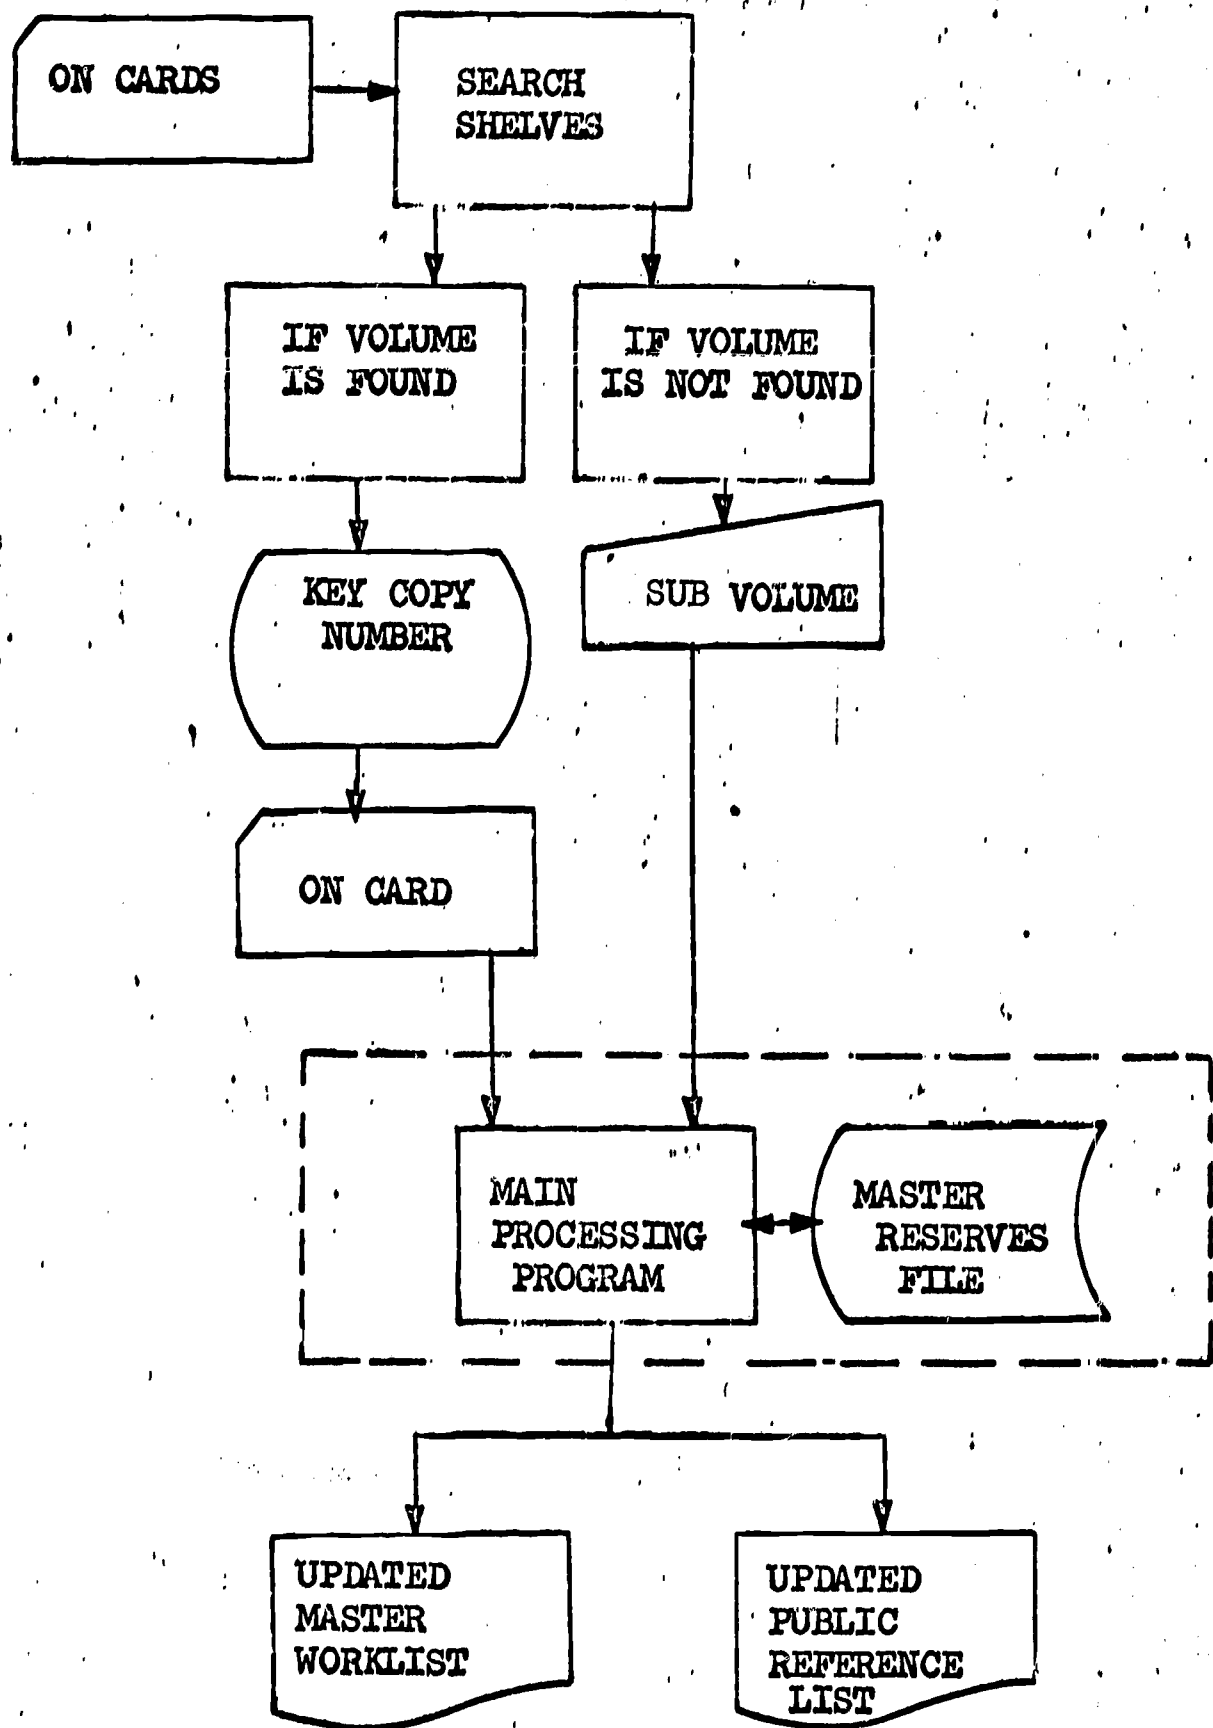 ON CARDS
SEARCH
SHELVES
IF VOLUME
IS FOUND
IF VOLUME
IS NOT FOUND
KEY COPY
NUMBER
SUB VOLUME
ON CARD
MAIN
PROCESSING
PROGRAM
MASTER
RESERVES
FILE
UPDATED
MASTER
WORKLIST
UPDATED
PUBLIC
REFERENCE
LIST